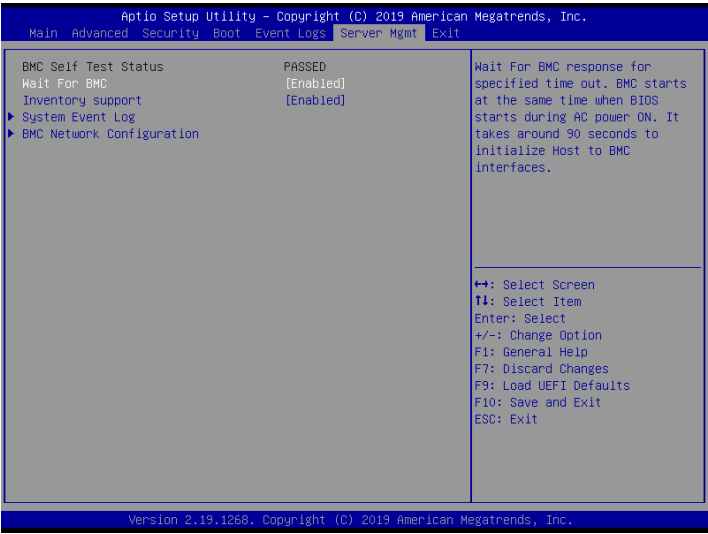 Aptio Setup Utility – Copyright (C) 2019 American Megatrends, Inc.
Main Advanced Security Boot Event Logs Server Mgmt Exit
BMC Self Test Status PASSED
Wait For BMC [Enabled]
Inventory support [Enabled]
System Event Log
BMC Network Configuration
Wait For BMC response for
specified time out. BMC starts
at the same time when BIOS
starts during AC power ON. It
takes around 90 seconds to
initialize Host to BMC
interfaces.
↔: Select Screen
↑↓: Select Item
Enter: Select
+/-: Change Option
F1: General Help
F7: Discard Changes
F9: Load UEFI Defaults
F10: Save and Exit
ESC: Exit
Version 2.19.1268. Copyright (C) 2019 American Megatrends, Inc.